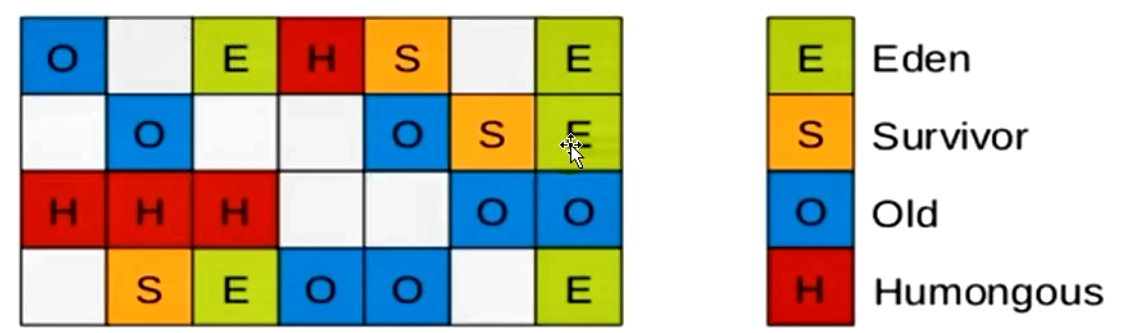 O E H S E
O O S E
H H H O O
S E O O E
E Eden
S Survivor
O Old
H Humongous